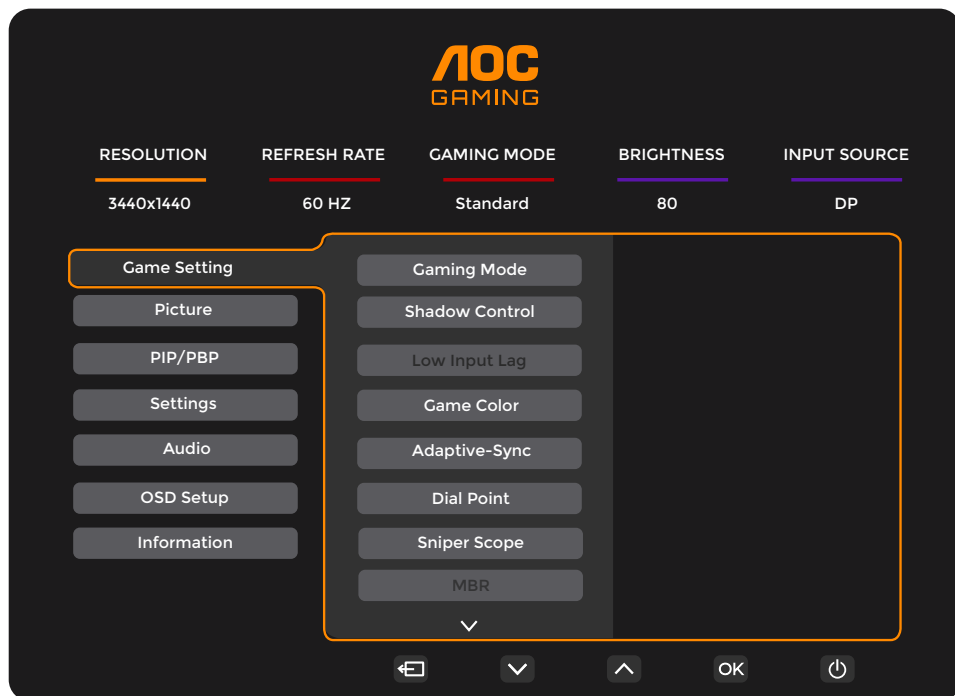 AOC
GAMING
RESOLUTION REFRESH RATE GAMING MODE BRIGHTNESS INPUT SOURCE
3440x1440 60 HZ Standard 80 DP
Game Setting
Picture
PIP/PBP
Settings
Audio
OSD Setup
Information
Gaming Mode
Shadow Control
Low Input Lag
Game Color
Adaptive-Sync
Dial Point
Sniper Scope
MBR
OK